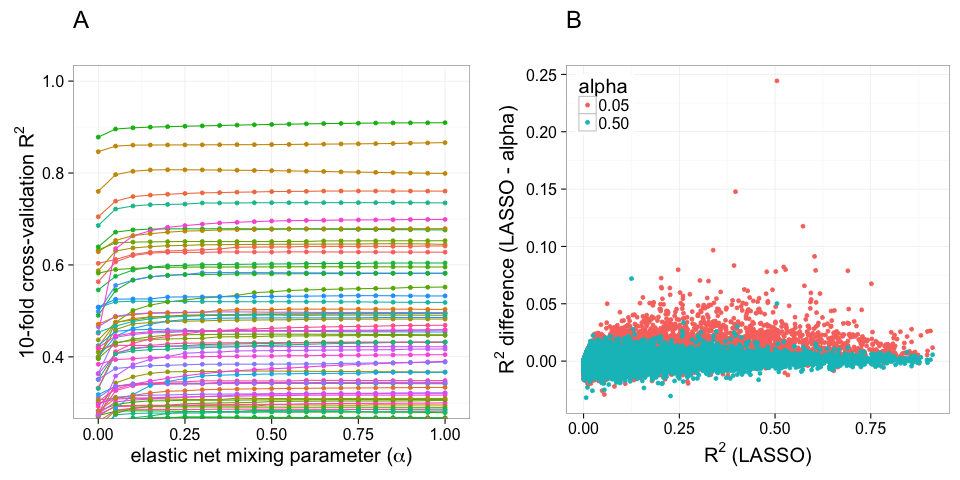 A
10-fold cross-validation R²
1.0
0.8
0.6
0.4
0.00 0.25 0.50 0.75 1.00
elastic net mixing parameter (α)
B
R² difference (LASSO - alpha)
0.25
0.20
0.15
0.10
0.05
0.00
alpha
0.05
0.50
0.00 0.25 0.50 0.75
R² (LASSO)